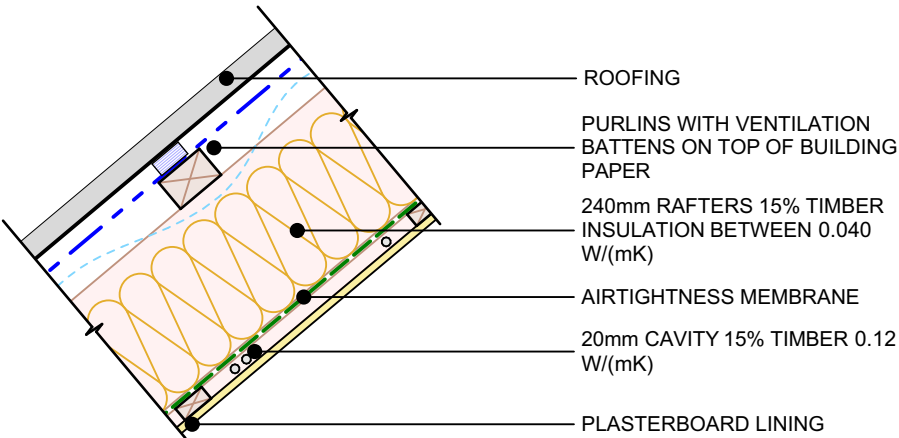 ROOFING
PURLINS WITH VENTILATION
BATTENS ON TOP OF BUILDING
PAPER
240mm RAFTERS 15% TIMBER
INSULATION BETWEEN 0.040
W/(mK)
AIRTIGHTNESS MEMBRANE
20mm CAVITY 15% TIMBER 0.12
W/(mK)
PLASTERBOARD LINING